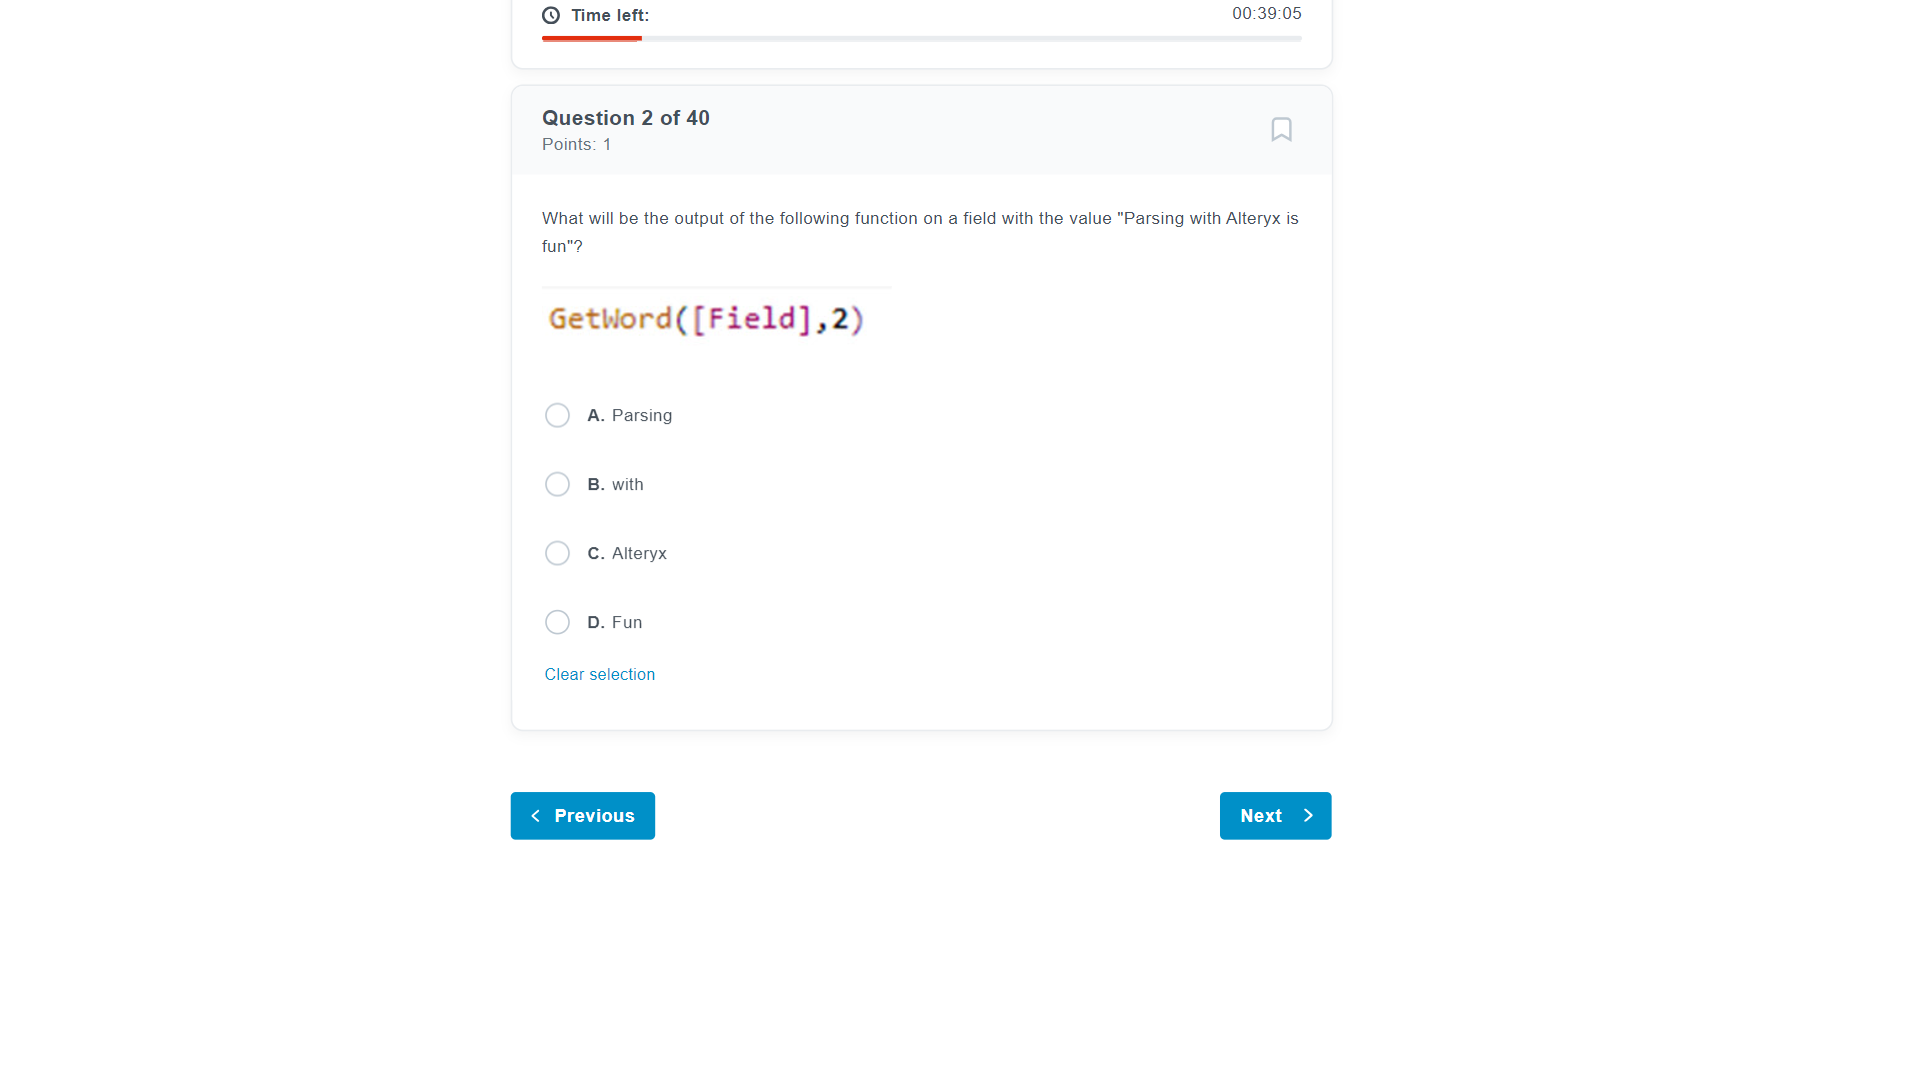 Time left:
00:39:05
Question 2 of 40
Points: 1
What will be the output of the following function on a field with the value "Parsing with Alteryx is
fun"?
GetWord([Field],2)
A. Parsing
B. with
C. Alteryx
D. Fun
Clear selection
Previous
Next